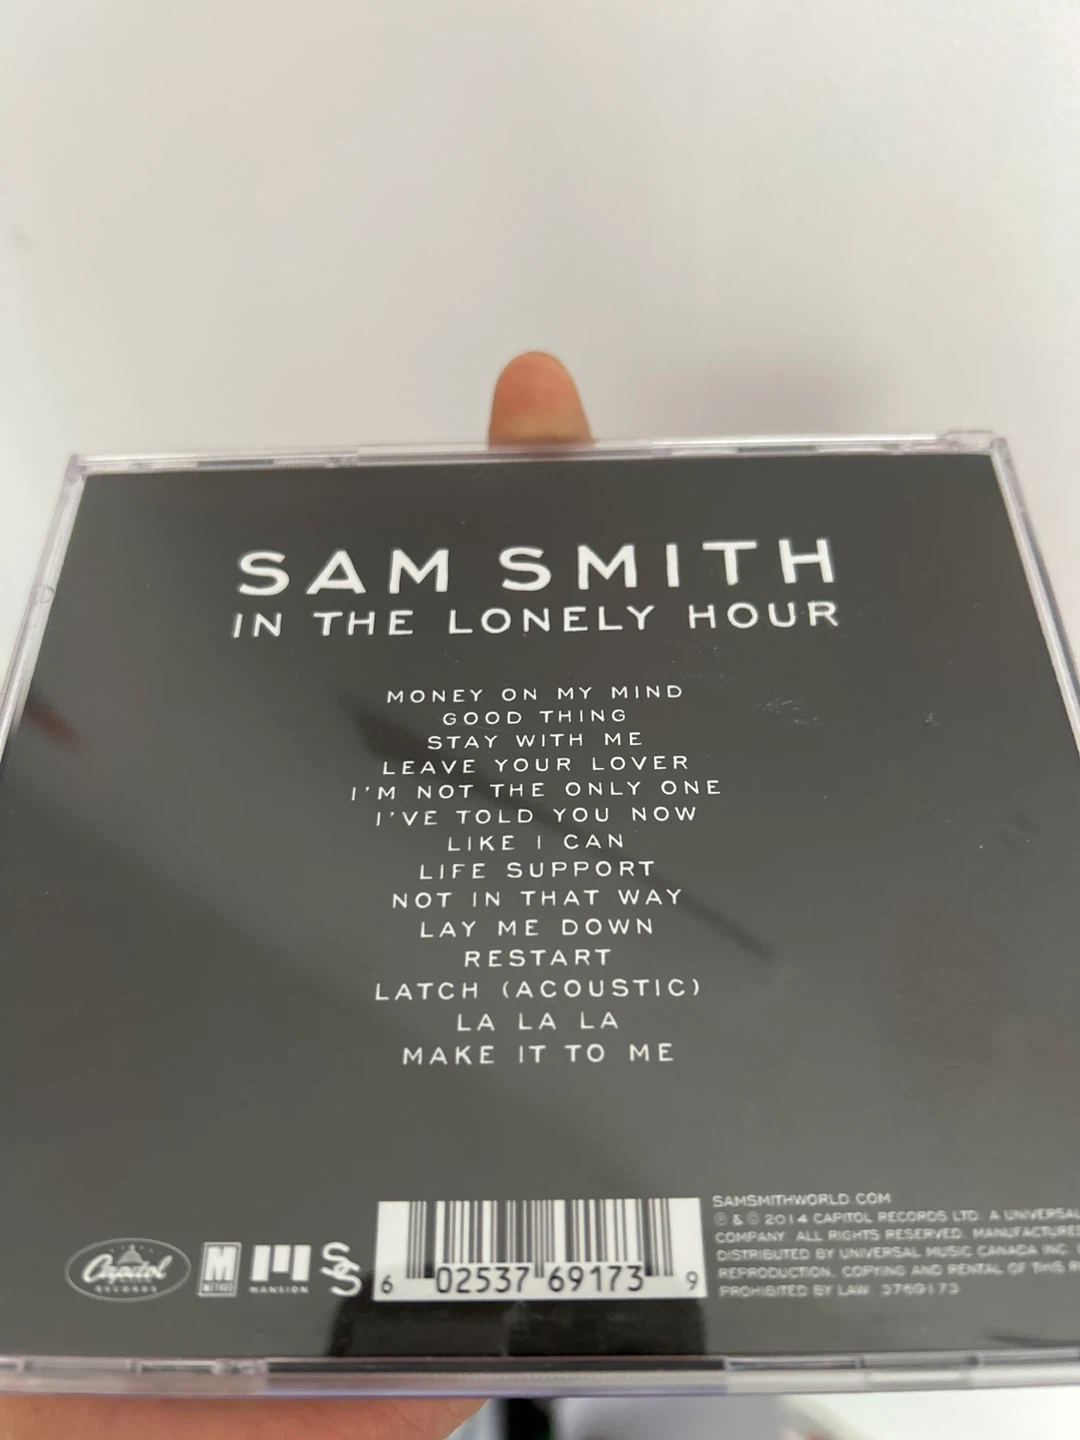 SAM SMITH
IN THE LONELY HOUR
MONEY ON MY MIND
GOOD THING
STAY WITH ME
LEAVE YOUR LOVER
I'M NOT THE ONLY ONE
I'VE TOLD YOU NOW
LIKE I CAN
LIFE SUPPORT
NOT IN THAT WAY
LAY ME DOWN
RESTART
LATCH (ACOUSTIC)
LA LA LA
MAKE IT TO ME
SAMSMITHWORLD.COM
℗ & © 2014 CAPITOL RECORDS LTD. A UNIVERSAL
COMPANY. ALL RIGHTS RESERVED. MANUFACTURED
DISTRIBUTED BY UNIVERSAL MUSIC CANADA INC.
REPRODUCTION, COPYING AND RENTAL OF THIS
PROHIBITED BY LAW. 3769173
Capitol
RECORDS
M
METHOD
MANSION
SS
6 02537 69173 9